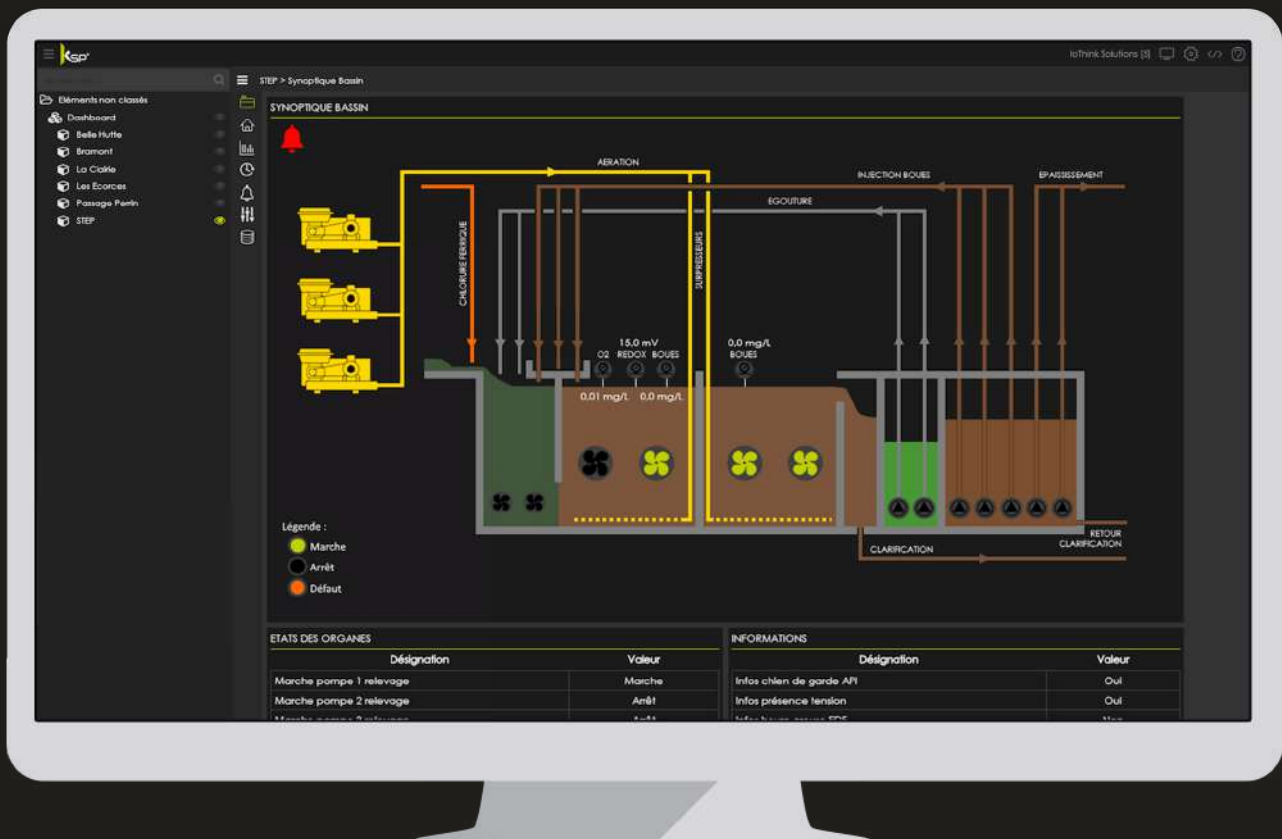 KSP
IoThink Solutions [3]
STEP > Synoptique Bassin
Eléments non classés
Dashboard
Belle Hutte
Bramont
La Clairie
Les Ecorces
Passage Perrin
STEP
SYNOPTIQUE BASSIN
AERATION
INJECTION BOUES
EPAISSISSEMENT
EGOUTURE
CHLORURE FERRIQUE
SURPRESSEURS
15,0 mV
O2 REDOX BOUES
0,01 mg/L 0,0 mg/L
0,0 mg/L
BOUES
Légende :
Marche
Arrêt
Défaut
CLARIFICATION
RETOUR
CLARIFICATION
ETATS DES ORGANES
Désignation Valeur
Marche pompe 1 relevage Marche
Marche pompe 2 relevage Arrêt
INFORMATIONS
Désignation Valeur
Infos chien de garde API Oui
Infos présence tension Oui